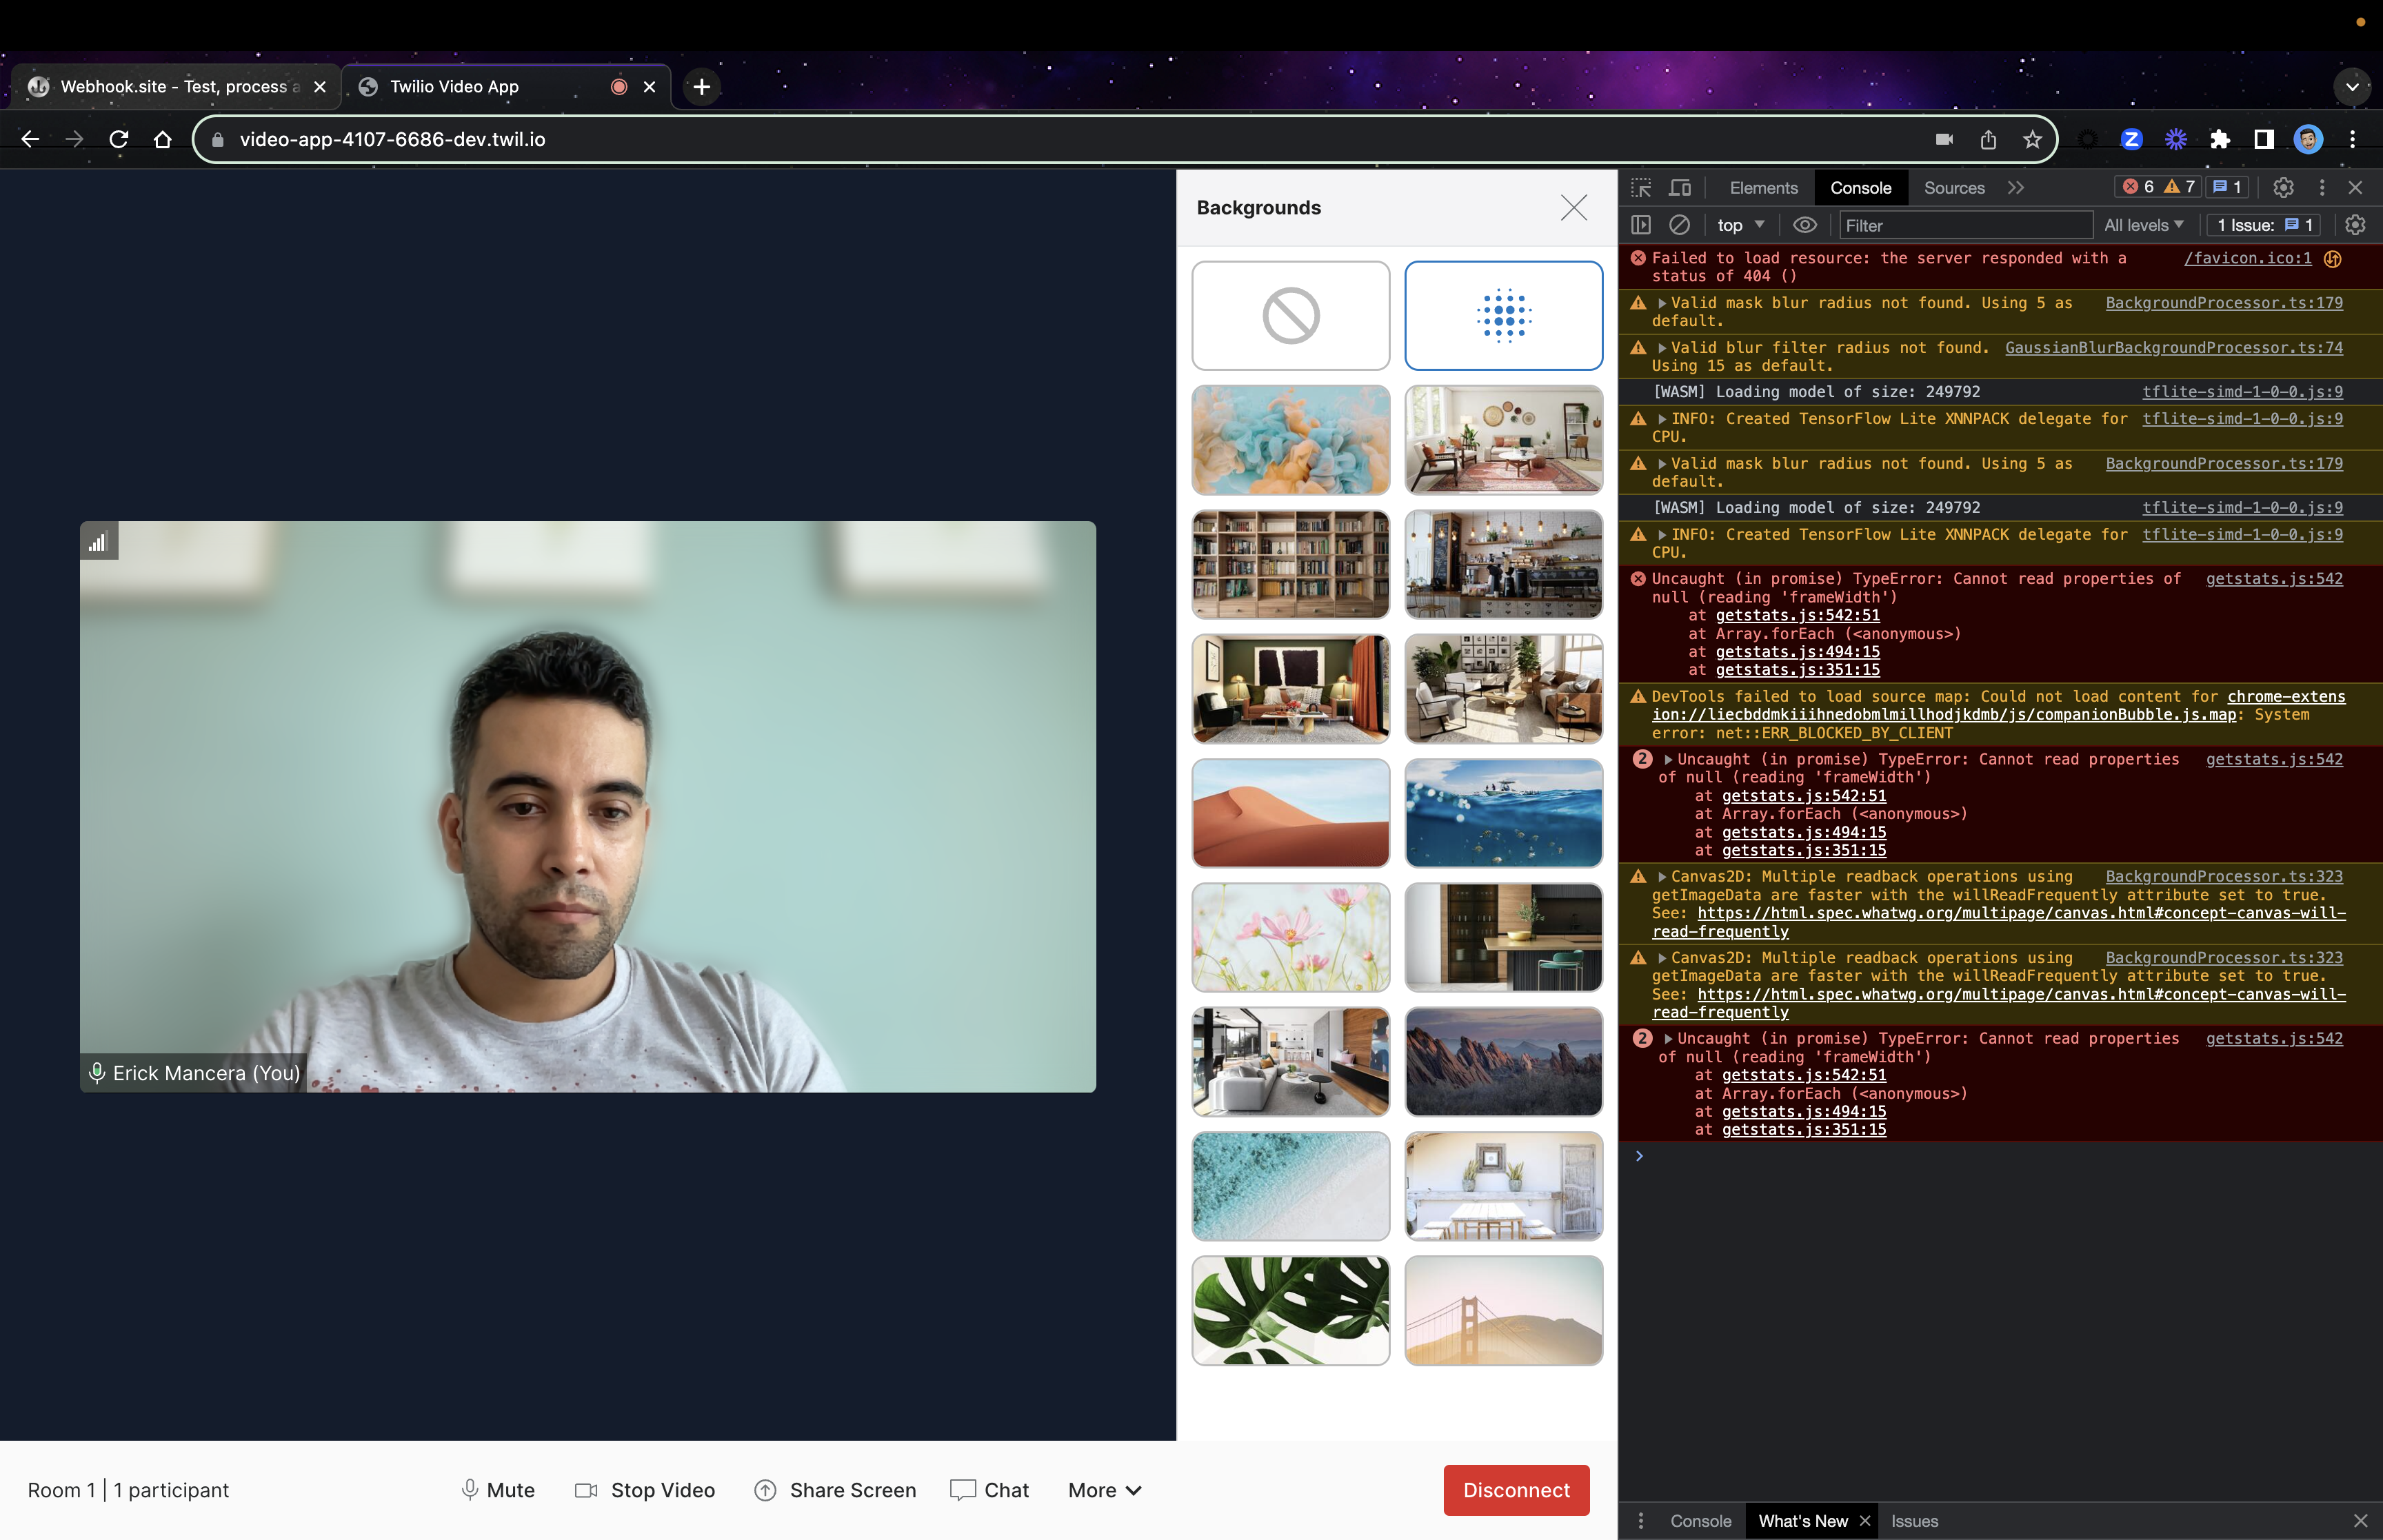 Webhook.site - Test, process a
Twilio Video App
video-app-4107-6686-dev.twil.io
Backgrounds
Erick Mancera (You)
Room 1 | 1 participant
Mute
Stop Video
Share Screen
Chat
More
Disconnect
Elements
Console
Sources
6
7
1
top
Filter
All levels
1 Issue:
1
Failed to load resource: the server responded with a /favicon.ico:1
status of 404 ()
Valid mask blur radius not found. Using 5 as BackgroundProcessor.ts:179
default.
Valid blur filter radius not found. GaussianBlurBackgroundProcessor.ts:74
Using 15 as default.
[WASM] Loading model of size: 249792 tflite-simd-1-0-0.js:9
INFO: Created TensorFlow Lite XNNPACK delegate for tflite-simd-1-0-0.js:9
CPU.
Valid mask blur radius not found. Using 5 as BackgroundProcessor.ts:179
default.
[WASM] Loading model of size: 249792 tflite-simd-1-0-0.js:9
INFO: Created TensorFlow Lite XNNPACK delegate for tflite-simd-1-0-0.js:9
CPU.
Uncaught (in promise) TypeError: Cannot read properties of getstats.js:542
null (reading 'frameWidth')
at getstats.js:542:51
at Array.forEach (<anonymous>)
at getstats.js:494:15
at getstats.js:351:15
DevTools failed to load source map: Could not load content for chrome-extens
ion://liecbddmkiiihnedobmlmillhodjkdmb/js/companionBubble.js.map: System
error: net::ERR_BLOCKED_BY_CLIENT
2 Uncaught (in promise) TypeError: Cannot read properties getstats.js:542
of null (reading 'frameWidth')
at getstats.js:542:51
at Array.forEach (<anonymous>)
at getstats.js:494:15
at getstats.js:351:15
Canvas2D: Multiple readback operations using BackgroundProcessor.ts:323
getImageData are faster with the willReadFrequently attribute set to true.
See: https://html.spec.whatwg.org/multipage/canvas.html#concept-canvas-will-
read-frequently
Canvas2D: Multiple readback operations using BackgroundProcessor.ts:323
getImageData are faster with the willReadFrequently attribute set to true.
See: https://html.spec.whatwg.org/multipage/canvas.html#concept-canvas-will-
read-frequently
2 Uncaught (in promise) TypeError: Cannot read properties getstats.js:542
of null (reading 'frameWidth')
at getstats.js:542:51
at Array.forEach (<anonymous>)
at getstats.js:494:15
at getstats.js:351:15
Console
What's New
Issues